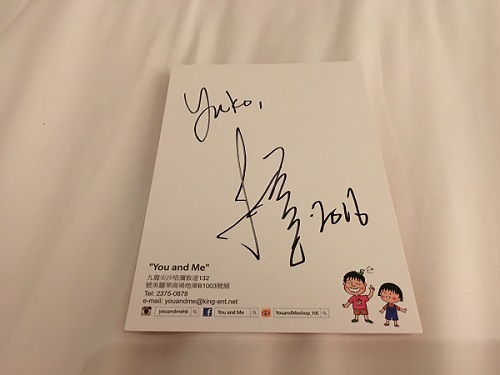 Yuko,
.2016
"You and Me"
九龍尖沙咀彌敦道132
號美麗華商場地庫B1003號舖
Tel: 2375-0878
e-mail: youandme@king-ent.net
youandmehk You and Me YouandMeshop_HK